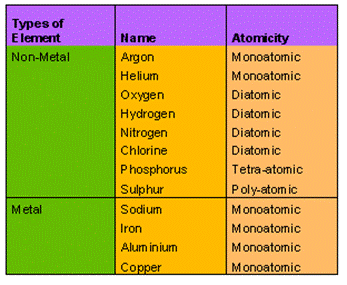 Types of
Element Name Atomicity
Non-Metal Argon Monoatomic
Helium Monoatomic
Oxygen Diatomic
Hydrogen Diatomic
Nitrogen Diatomic
Chlorine Diatomic
Phosphorus Tetra-atomic
Sulphur Poly-atomic
Metal Sodium Monoatomic
Iron Monoatomic
Aluminium Monoatomic
Copper Monoatomic